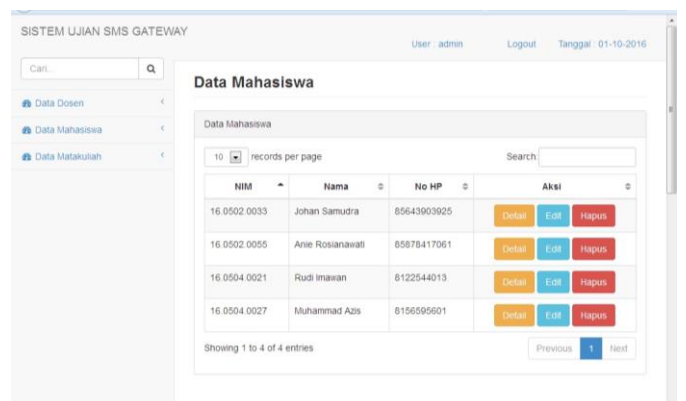 SISTEM UJIAN SMS GATEWAY
User : admin Logout Tanggal : 01-10-2016
Cari..
Data Dosen
Data Mahasiswa
Data Matakuliah
Data Mahasiswa
Data Mahasiswa
10 records per page Search:
NIM Nama No HP Aksi
16.0502.0033 Johan Samudra 85643903925 Detail Edit Hapus
16.0502.0055 Anie Rosianawati 85878417061 Detail Edit Hapus
16.0504.0021 Rudi Imawan 8122544013 Detail Edit Hapus
16.0504.0027 Muhammad Azis 8156595601 Detail Edit Hapus
Showing 1 to 4 of 4 entries
Previous 1 Next